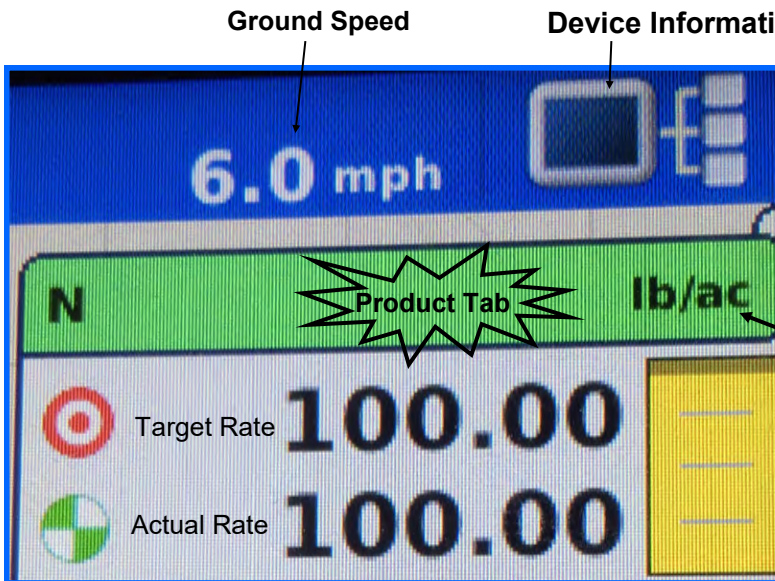 Ground Speed
Device Informati
6.0 mph
N
Product Tab
lb/ac
Target Rate 100.00
Actual Rate 100.00